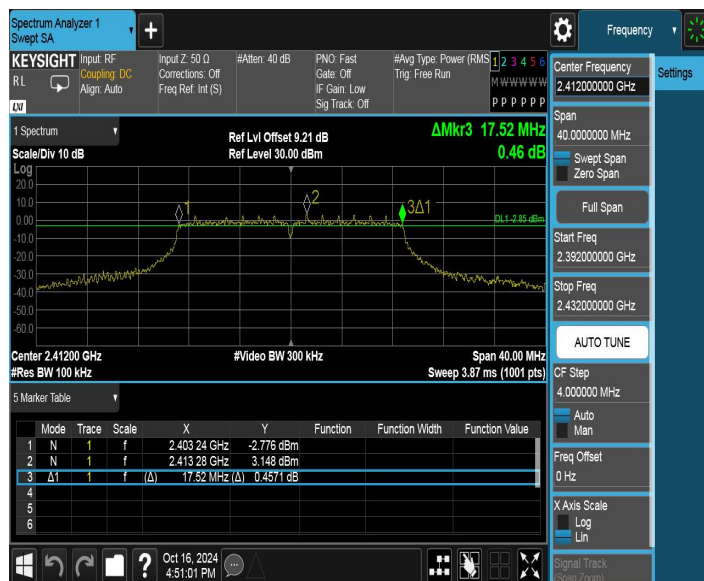 Spectrum Analyzer 1
Swept SA
+
Frequency
KEYSIGHT Input: RF Input Z: 50 Ω #Atten: 40 dB PNO: Fast #Avg Type: Power (RMS 1 2 3 4 5 6
RL Coupling: DC Corrections: Off Gate: Off Trig: Free Run M W W W W W
Align: Auto Freq Ref: Int (S) IF Gain: Low
Sig Track: Off P P P P P P
LXI
1 Spectrum
Ref Lvl Offset 9.21 dB ΔMkr3 17.52 MHz
Scale/Div 10 dB Ref Level 30.00 dBm 0.46 dB
Log
20.0
10.0
0.00
-10.0
-20.0
-30.0
-40.0
-50.0
-60.0
1
2
3Δ1
DL1 -2.85 dBm
Center 2.41200 GHz #Video BW 300 kHz Span 40.00 MHz
#Res BW 100 kHz Sweep 3.87 ms (1001 pts)
5 Marker Table
Mode Trace Scale X Y Function Function Width Function Value
1 N 1 f 2.403 24 GHz -2.776 dBm
2 N 1 f 2.413 28 GHz 3.148 dBm
3 Δ1 1 f (Δ) 17.52 MHz (Δ) 0.4571 dB
4
5
6
?
Oct 16, 2024
4:51:01 PM
Center Frequency
2.412000000 GHz
Settings
Span
40.0000000 MHz
Swept Span
Zero Span
Full Span
Start Freq
2.392000000 GHz
Stop Freq
2.432000000 GHz
AUTO TUNE
CF Step
4.000000 MHz
Auto
Man
Freq Offset
0 Hz
X Axis Scale
Log
Lin
Signal Track
(Span Zoom)